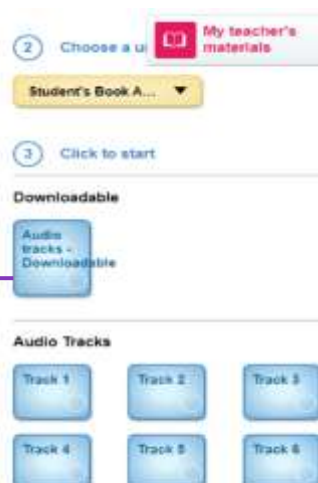 My teacher's
materials
2 Choose a u
Student's Book A... ▼
3 Click to start
Downloadable
Audio
tracks -
Downloadable
Audio Tracks
Track 1 Track 2 Track 3
Track 4 Track 5 Track 6